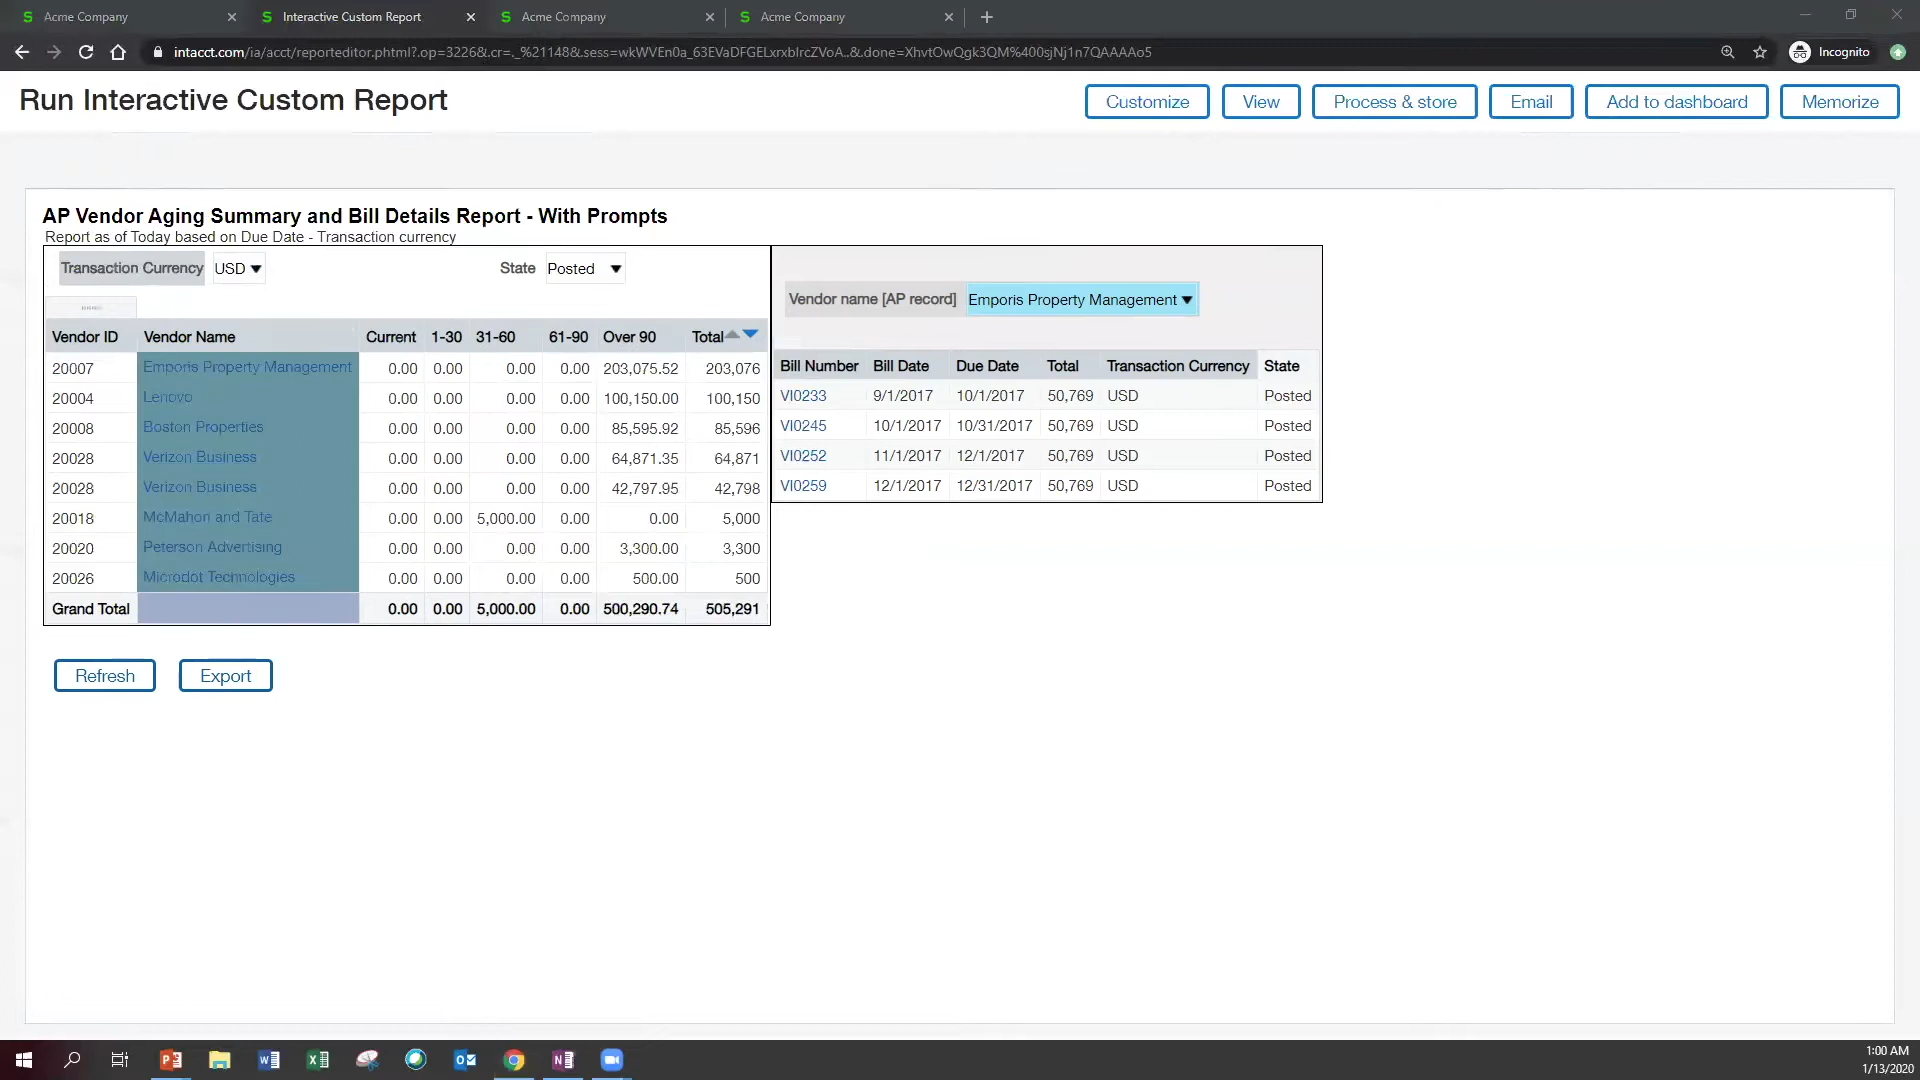 Acme Company
Interactive Custom Report
Acme Company
Acme Company
intacct.com/ia/acct/reporteditor.phtml?.op=3226&.cr=._%21148&.sess=wkWVEn0a_63EVaDFGELxrxblrcZVoA..&.done=XhvtOwQgk3QM%400sjNj1n7QAAAAo5
Incognito
Run Interactive Custom Report
Customize View Process & store Email Add to dashboard Memorize
AP Vendor Aging Summary and Bill Details Report - With Prompts
Report as of Today based on Due Date - Transaction currency
Transaction Currency USD State Posted
Vendor ID Vendor Name Current 1-30 31-60 61-90 Over 90 Total
20007 Emporis Property Management 0.00 0.00 0.00 0.00 203,075.52 203,076
20004 Lenovo 0.00 0.00 0.00 0.00 100,150.00 100,150
20008 Boston Properties 0.00 0.00 0.00 0.00 85,595.92 85,596
20028 Verizon Business 0.00 0.00 0.00 0.00 64,871.35 64,871
20028 Verizon Business 0.00 0.00 0.00 0.00 42,797.95 42,798
20018 McMahon and Tate 0.00 0.00 5,000.00 0.00 0.00 5,000
20020 Peterson Advertising 0.00 0.00 0.00 0.00 3,300.00 3,300
20026 Microdot Technologies 0.00 0.00 0.00 0.00 500.00 500
Grand Total 0.00 0.00 5,000.00 0.00 500,290.74 505,291
Vendor name [AP record] Emporis Property Management
Bill Number Bill Date Due Date Total Transaction Currency State
VI0233 9/1/2017 10/1/2017 50,769 USD Posted
VI0245 10/1/2017 10/31/2017 50,769 USD Posted
VI0252 11/1/2017 12/1/2017 50,769 USD Posted
VI0259 12/1/2017 12/31/2017 50,769 USD Posted
Refresh Export
1:00 AM
1/13/2020